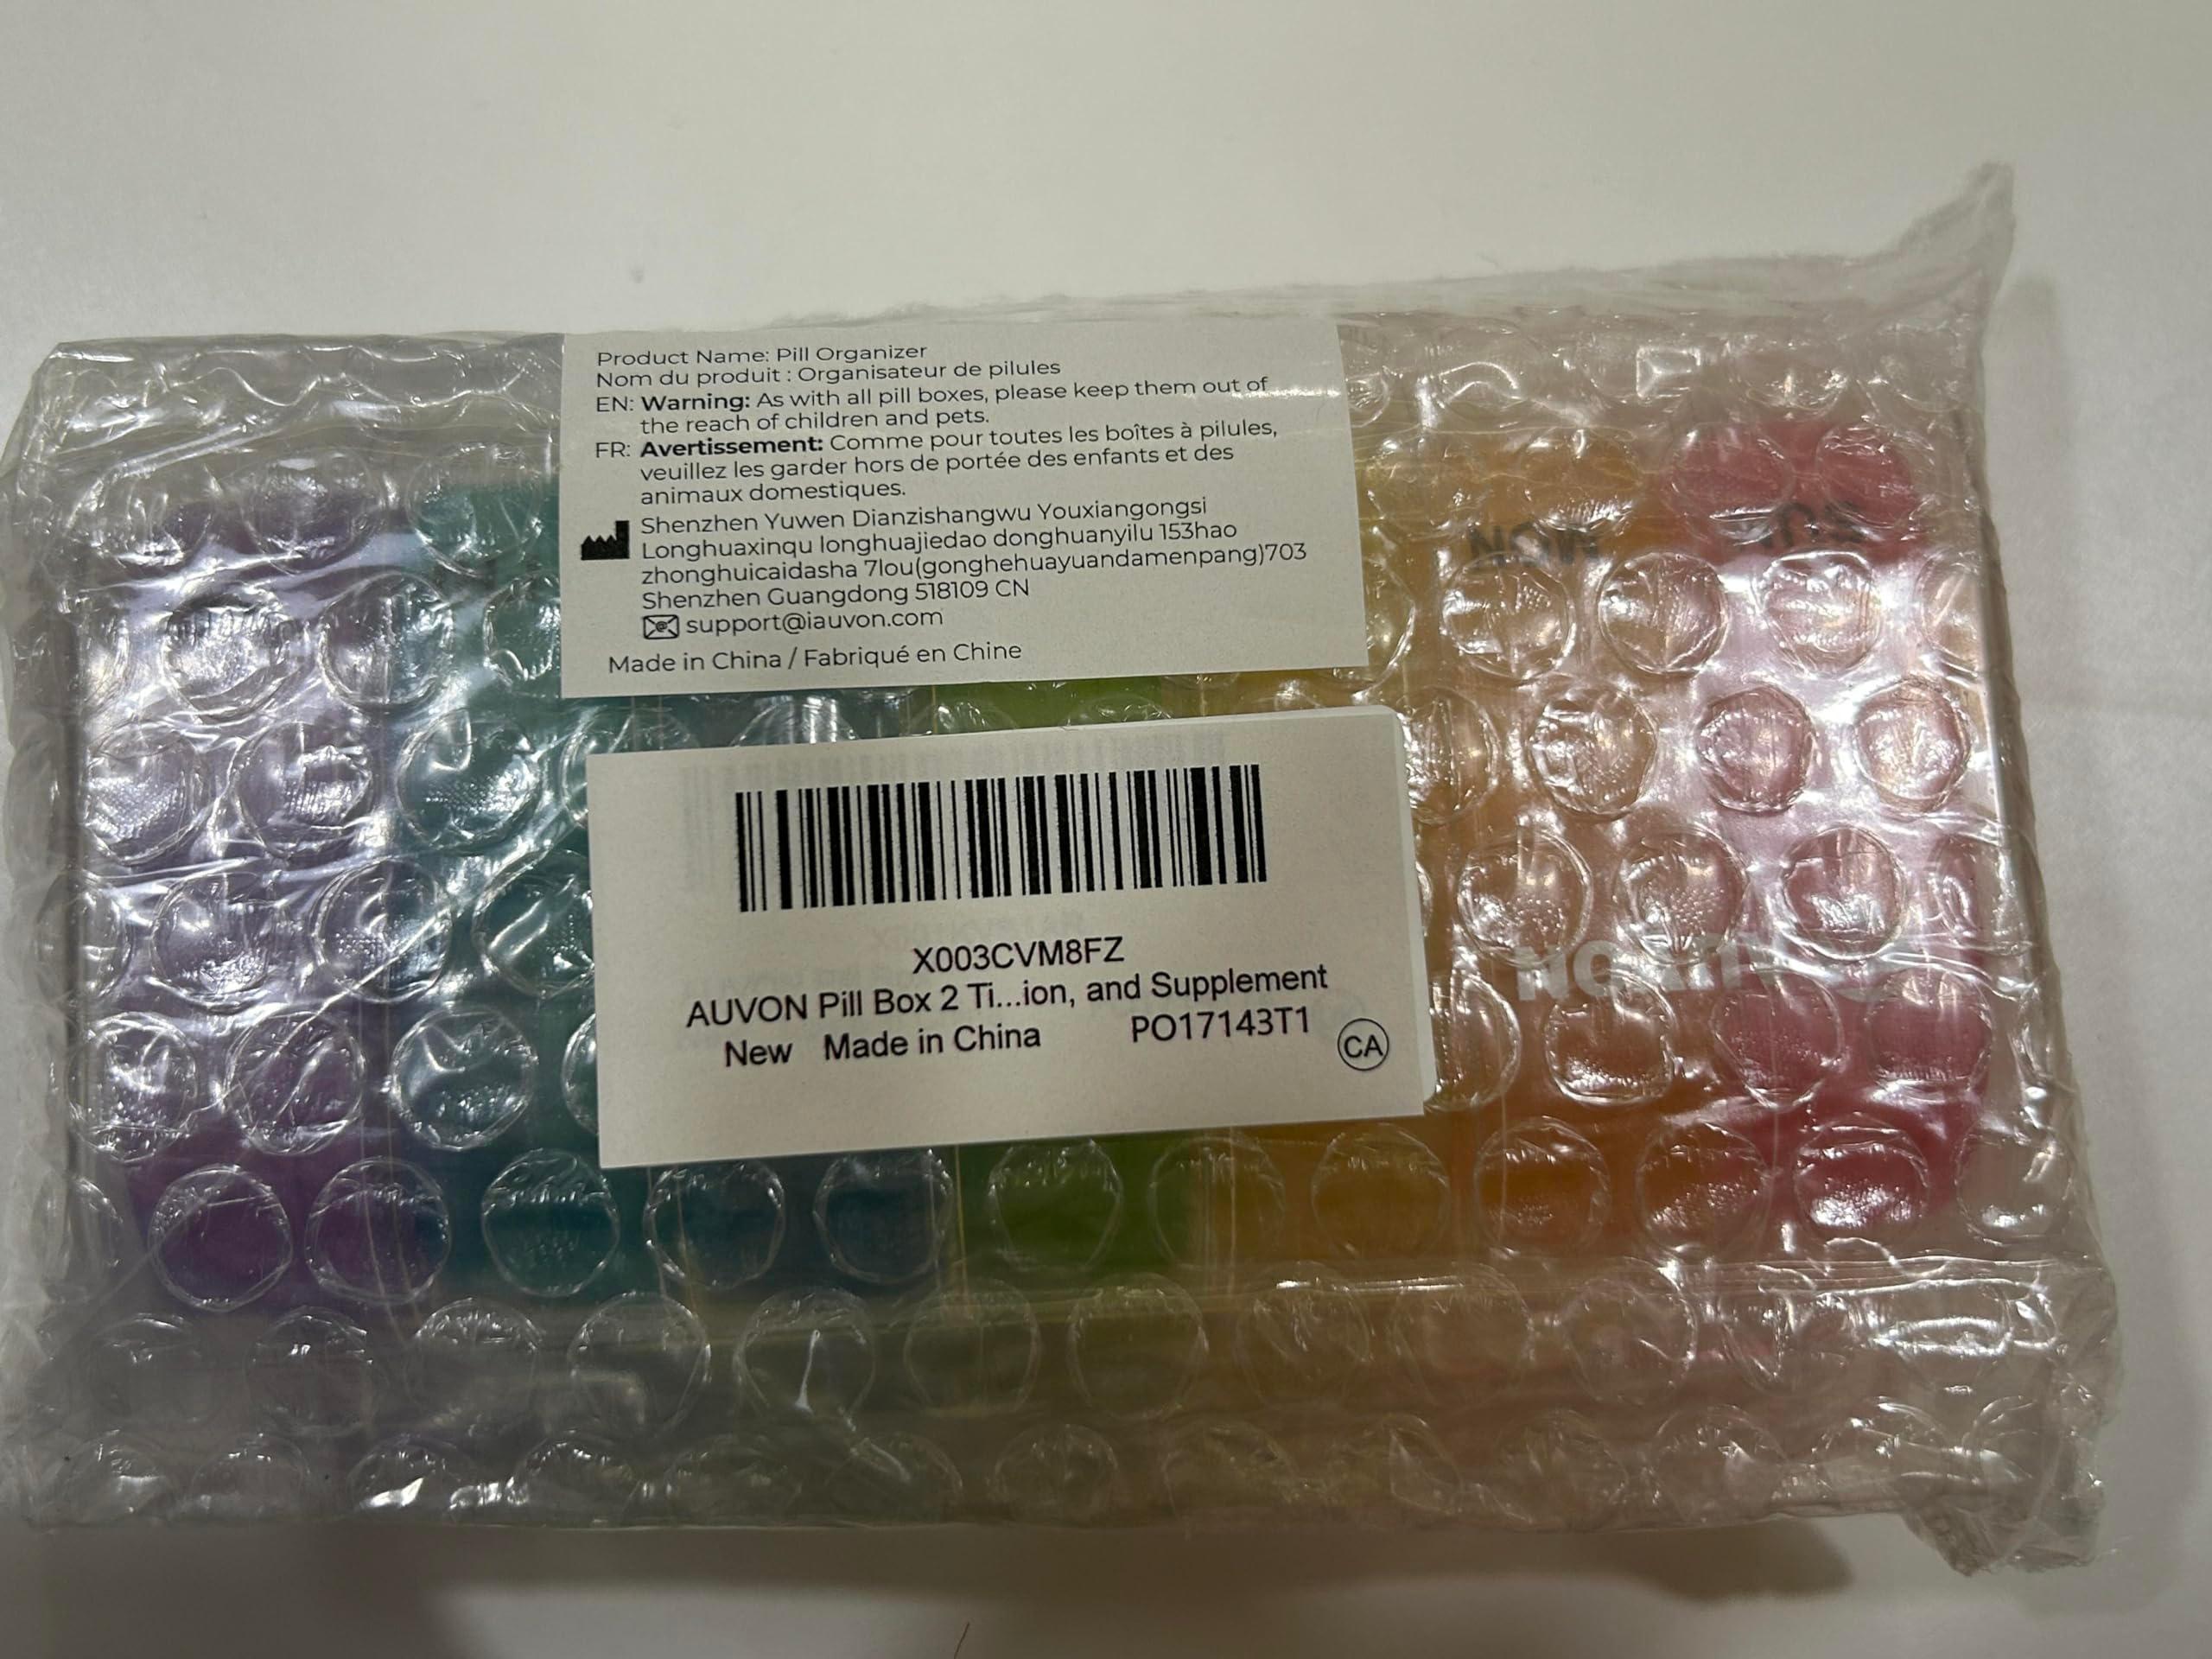 Product Name: Pill Organizer
Nom du produit : Organisateur de pilules
EN: Warning: As with all pill boxes, please keep them out of
the reach of children and pets.
FR: Avertissement: Comme pour toutes les boîtes à pilules,
veuillez les garder hors de portée des enfants et des
animaux domestiques.
Shenzhen Yuwen Dianzishangwu Youxiangongsi
Longhuaxinqu longhuajiedao donghuanyilu 153hao
zhonghuicaidasha 7lou(gonghehuayuandamenpang)703
Shenzhen Guangdong 518109 CN
support@iauvon.com
Made in China / Fabriqué en Chine
MON SUN
X003CVM8FZ
AUVON Pill Box 2 Ti...ion, and Supplement
New Made in China PO17143T1
CA